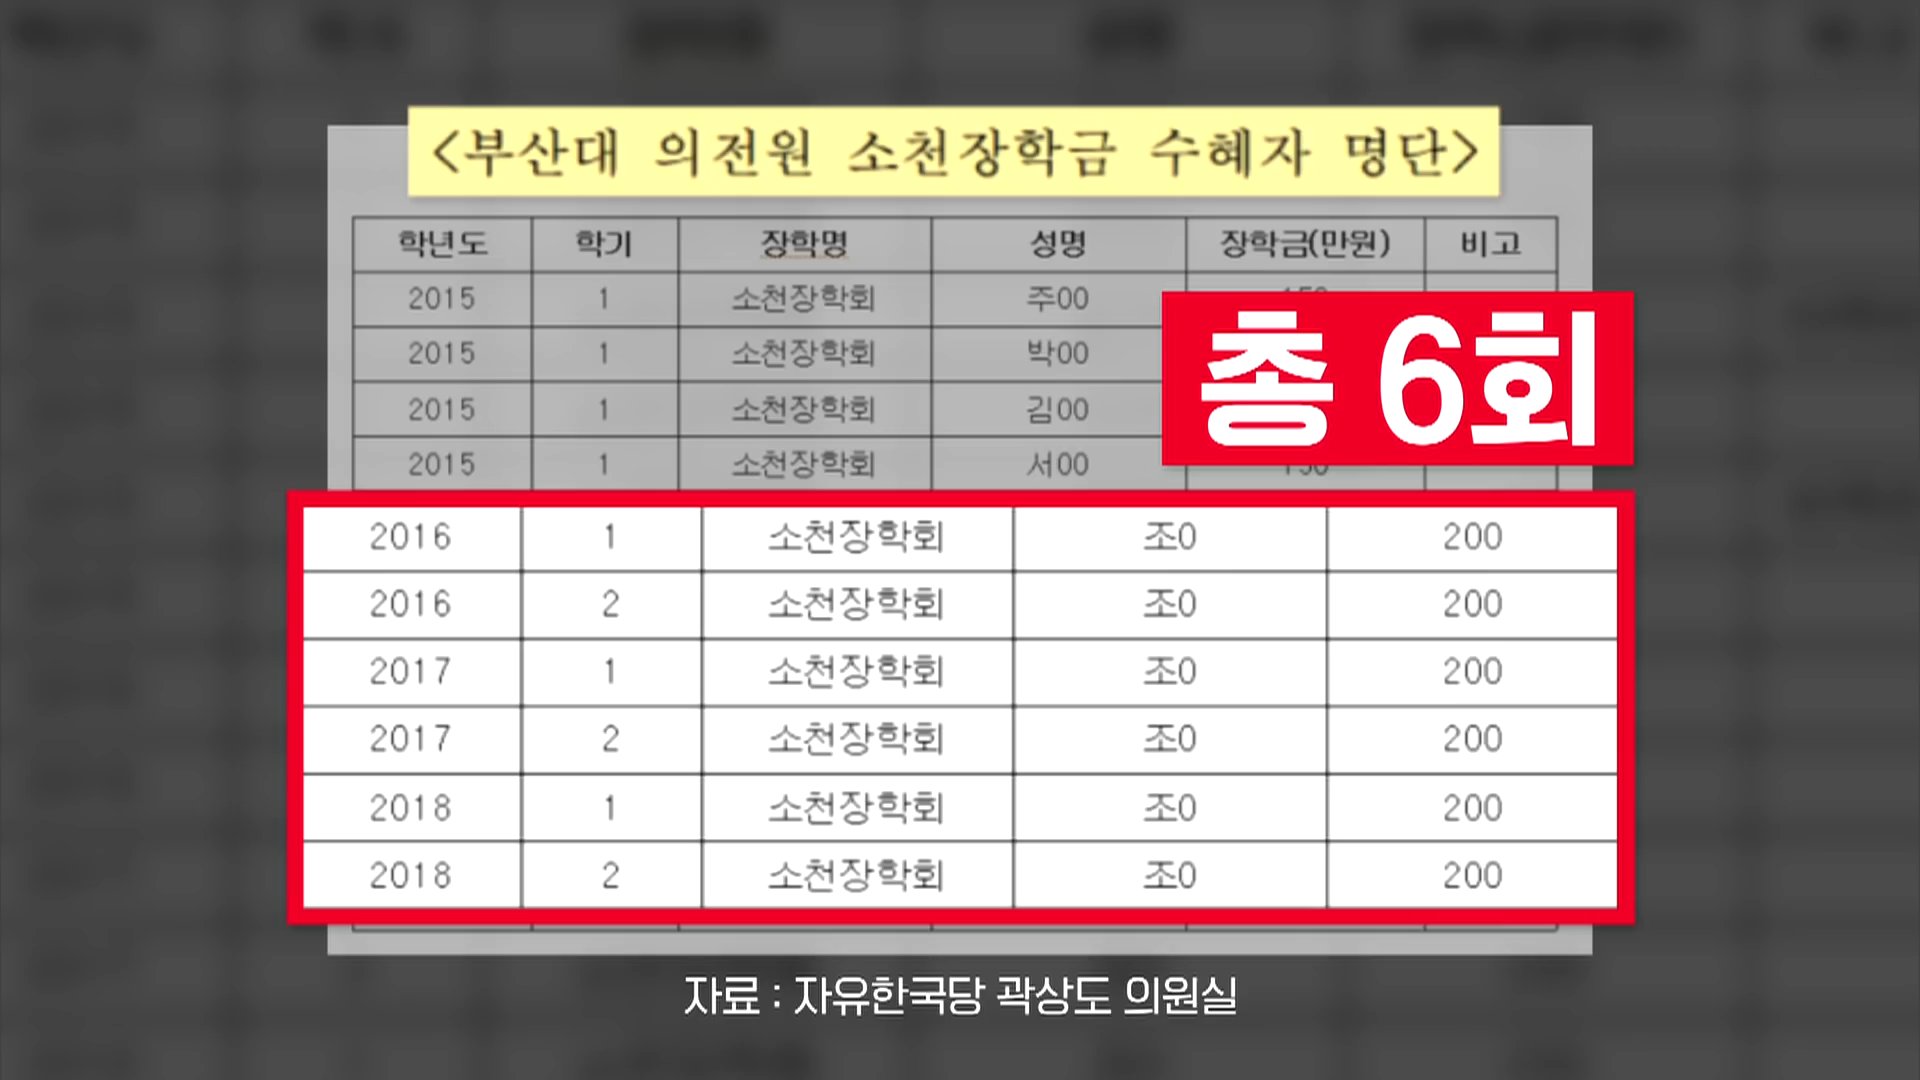 <부산대 의전원 소천장학금 수혜자 명단>
학년도 학기 장학명 성명 장학금(만원) 비고
2015 1 소천장학회 주00
2015 1 소천장학회 박00
2015 1 소천장학회 김00
2015 1 소천장학회 서00
총 6회
2016 1 소천장학회 조0 200
2016 2 소천장학회 조0 200
2017 1 소천장학회 조0 200
2017 2 소천장학회 조0 200
2018 1 소천장학회 조0 200
2018 2 소천장학회 조0 200
자료 : 자유한국당 곽상도 의원실